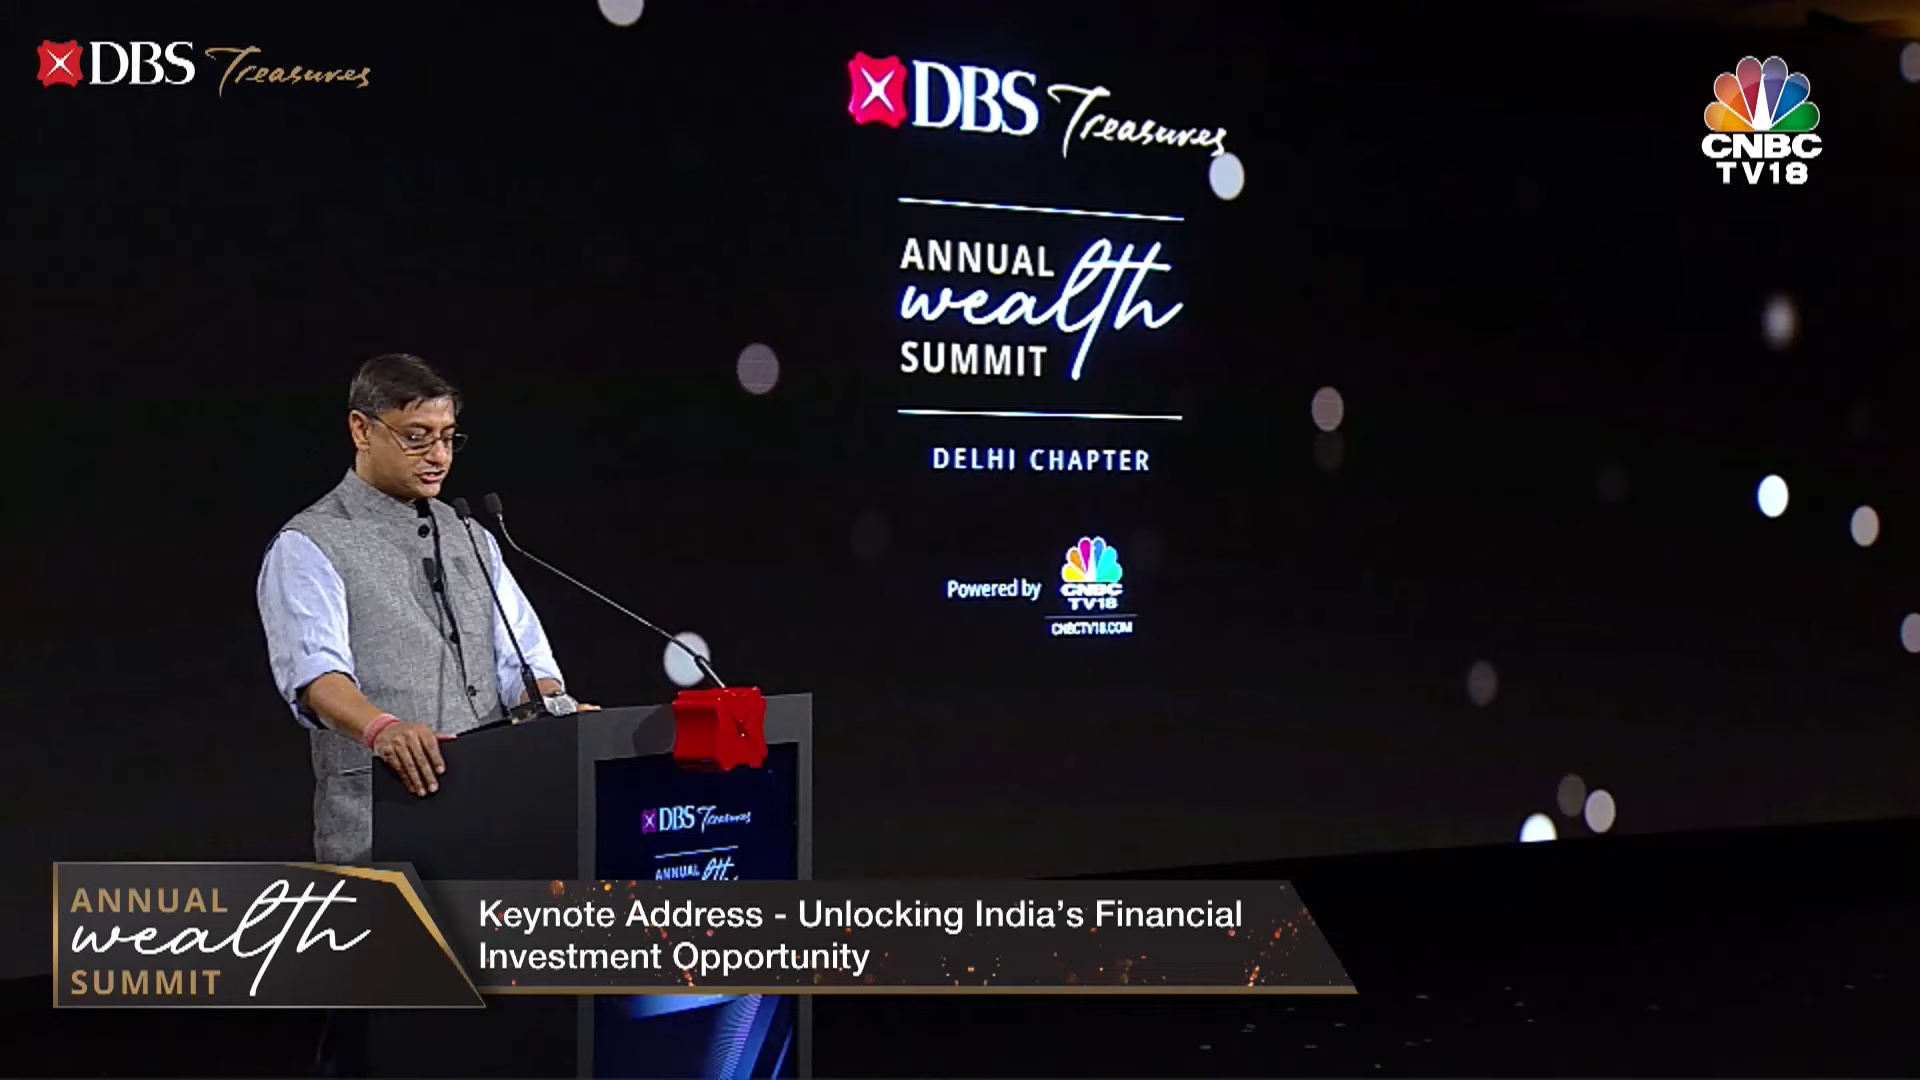 DBS Treasures
DBS Treasures
CNBC
TV18
ANNUAL
wealth
SUMMIT
DELHI CHAPTER
Powered by
CNBC
TV18
CNBCTV18.COM
DBS Treasures
ANNUAL
ANNUAL
wealth
SUMMIT
Keynote Address - Unlocking India's Financial
Investment Opportunity